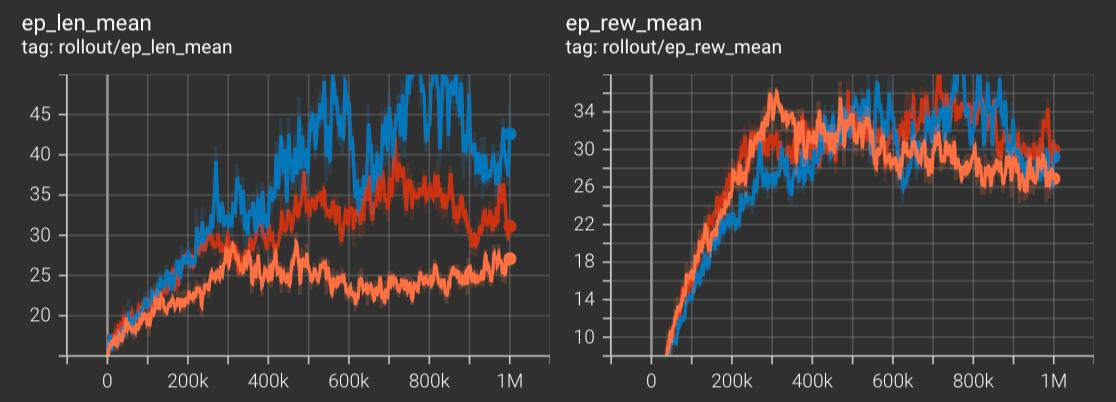 ep_len_mean
tag: rollout/ep_len_mean
45
40
35
30
25
20
0 200k 400k 600k 800k 1M
ep_rew_mean
tag: rollout/ep_rew_mean
34
30
26
22
18
14
10
0 200k 400k 600k 800k 1M